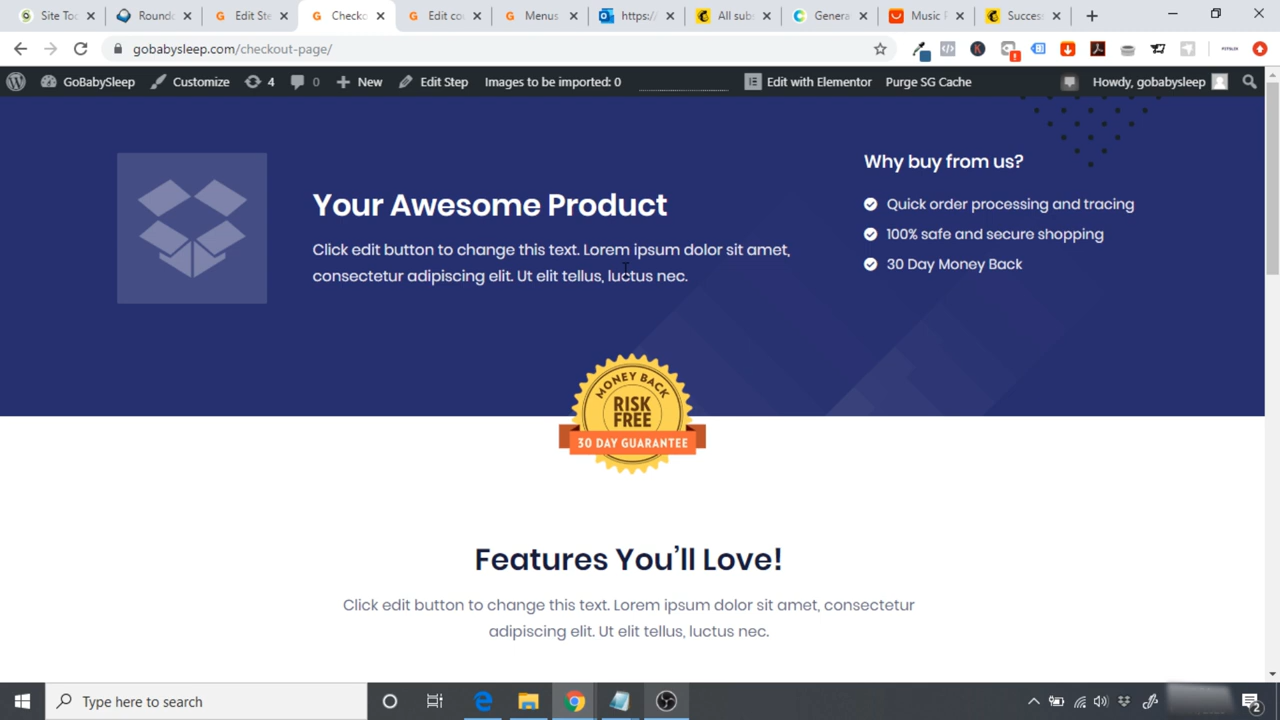 Site Too
Roundc
Edit Ste
Checko
Edit cou
Menus
https:/
All subs
Genera
Music P
Succes
gobabysleep.com/checkout-page/
GoBabySleep
Customize
4
0
New
Edit Step
Images to be imported: 0
Edit with Elementor
Purge SG Cache
Howdy, gobabysleep
Your Awesome Product
Click edit button to change this text. Lorem ipsum dolor sit amet,
consectetur adipiscing elit. Ut elit tellus, luctus nec.
Why buy from us?
Quick order processing and tracing
100% safe and secure shopping
30 Day Money Back
MONEY BACK
RISK
FREE
30 DAY GUARANTEE
Features You'll Love!
Click edit button to change this text. Lorem ipsum dolor sit amet, consectetur
adipiscing elit. Ut elit tellus, luctus nec.
Type here to search
2